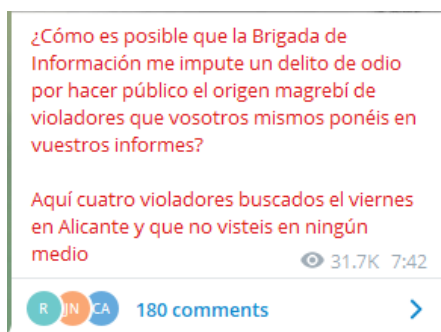 ¿Cómo es posible que la Brigada de
Información me impute un delito de odio
por hacer público el origen magrebí de
violadores que vosotros mismos ponéis en
vuestros informes?
Aquí cuatro violadores buscados el viernes
en Alicante y que no visteis en ningún
medio
31.7K 7:42
R JN CA 180 comments